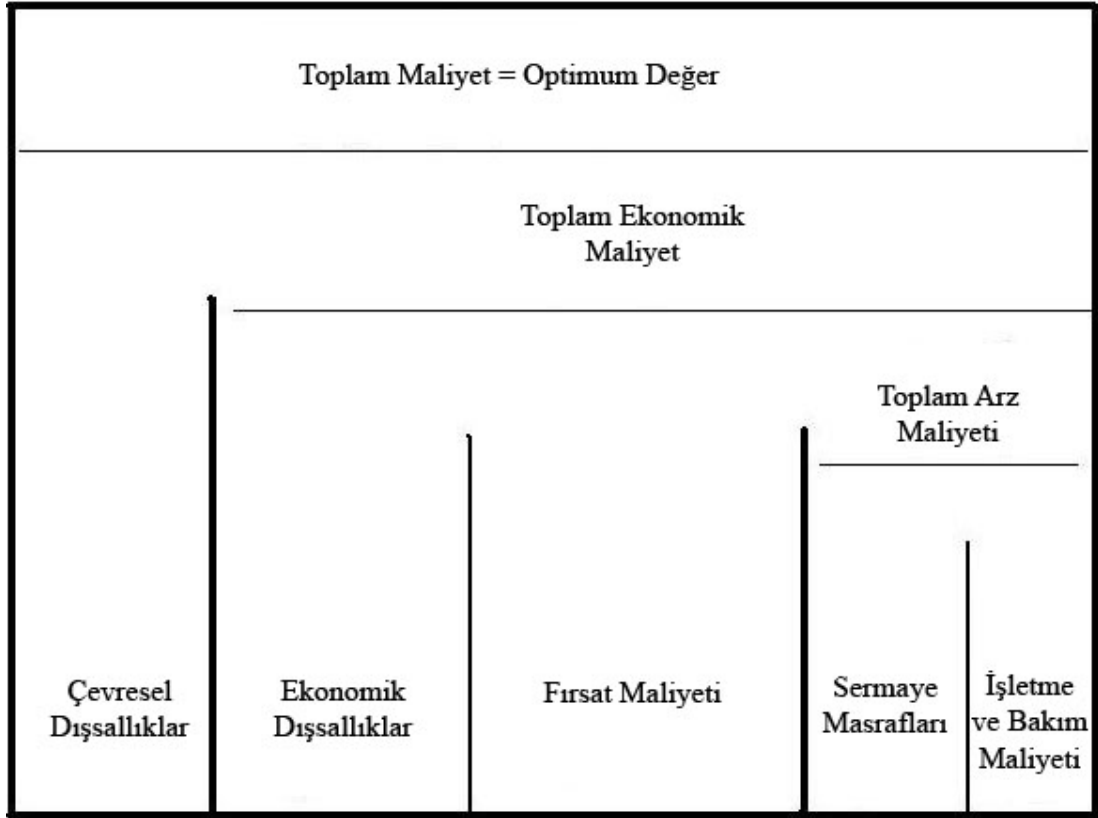 Toplam Maliyet = Optimum Değer
Toplam Ekonomik
Maliyet
Toplam Arz
Maliyeti
Çevresel
Dışsallıklar
Ekonomik
Dışsallıklar
Fırsat Maliyeti
Sermaye
Masrafları
İşletme
ve Bakım
Maliyeti